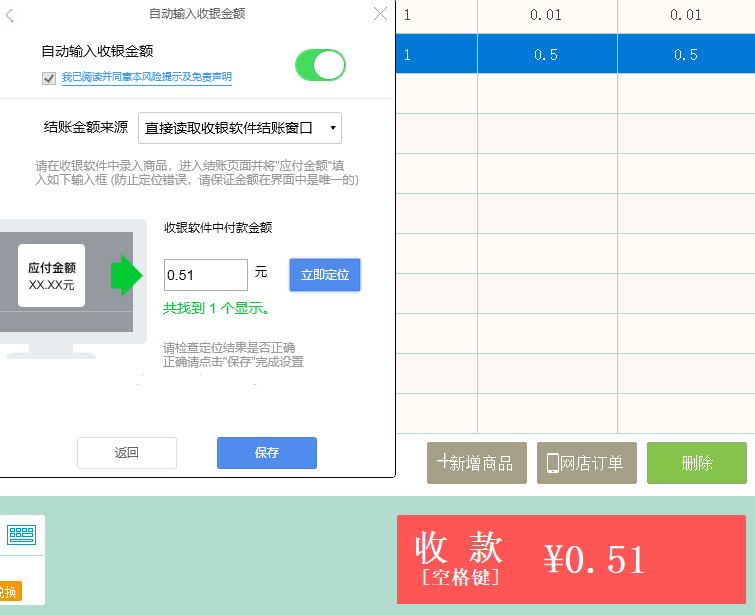 自动输入收银金额
自动输入收银金额
我已阅读并同意本风险提示及免责声明
结账金额来源 直接读取收银软件结账窗口
请在收银软件中录入商品，进入结账页面并将"应付金额"填
入如下输入框 (防止定位错误，请保证金额在界面中是唯一的)
应付金额
XX.XX元
收银软件中付款金额
0.51 元 立即定位
共找到 1 个显示。
请检查定位结果是否正确
正确请点击"保存"完成设置
返回 保存
1 0.01 0.01
1 0.5 0.5
新增商品 网店订单 删除
兑换
收 款 ¥0.51
[空格键]